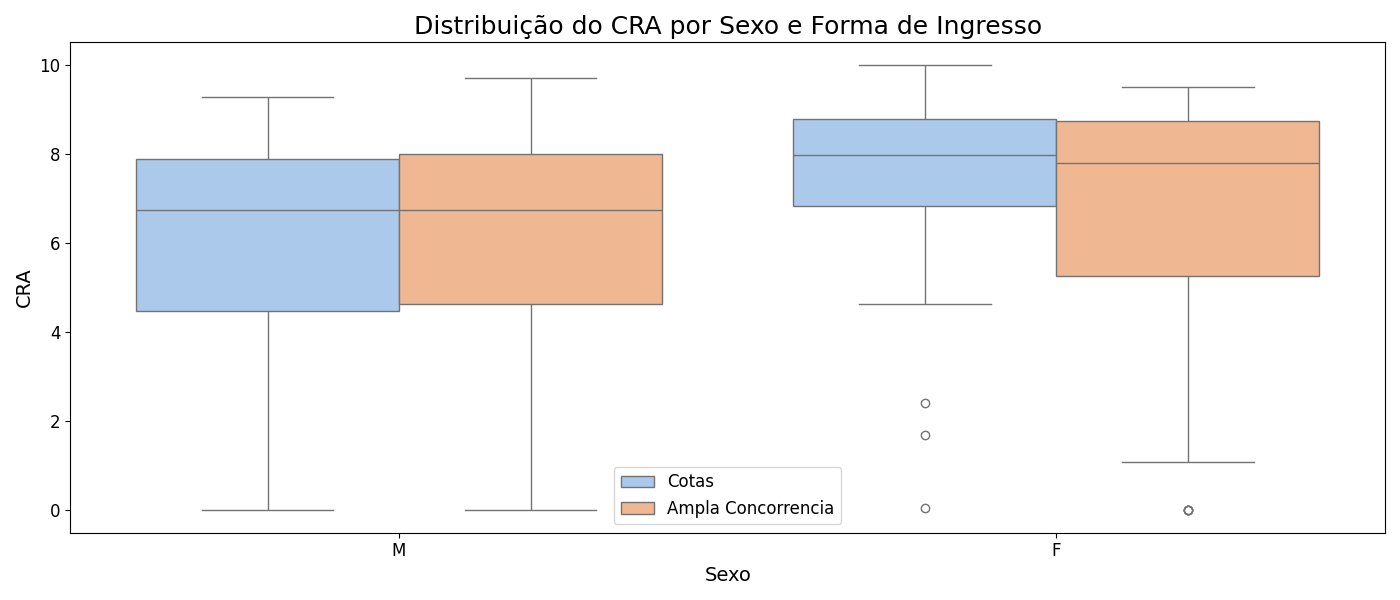 Distribuição do CRA por Sexo e Forma de Ingresso
CRA
10
8
6
4
2
0
Cotas
Ampla Concorrencia
M
F
Sexo